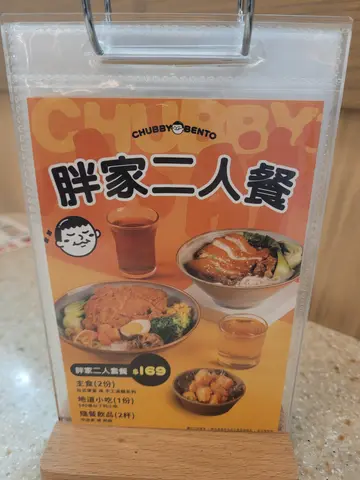 CHUBBY
CHUBBY BENTO
胖家二人餐
胖家二人套餐 $169
主食(2份)
地道小吃(1份)
隨餐飲品(2杯)